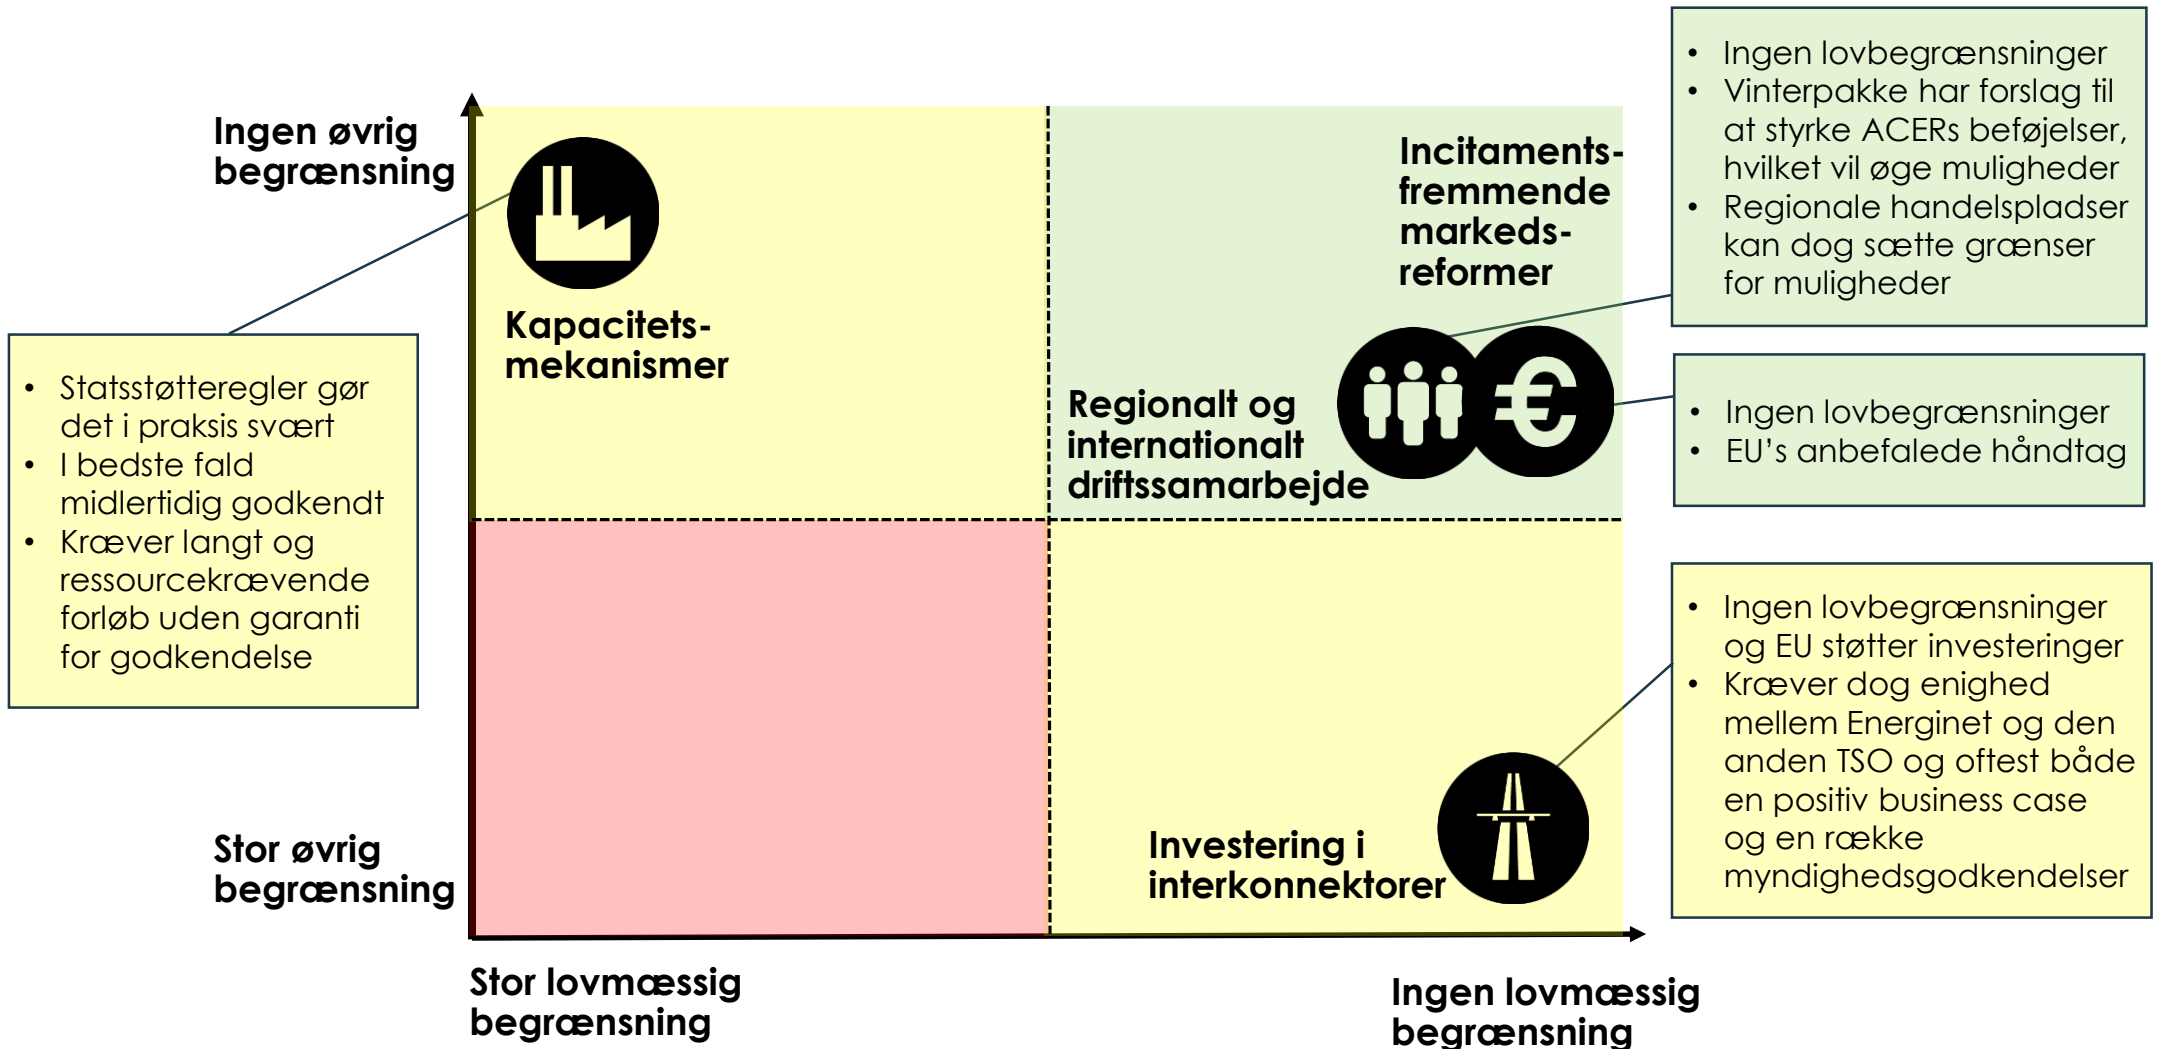 Ingen øvrig
begrænsning
Kapacitets-
mekanismer
Incitaments-
fremmende
markeds-
reformer
Regionalt og
internationalt
driftssamarbejde
• Ingen lovbegrænsninger
• Vinterpakke har forslag til
at styrke ACERs beføjelser,
hvilket vil øge muligheder
• Regionale handelspladser
kan dog sætte grænser
for muligheder
• Statsstøtteregler gør
det i praksis svært
• I bedste fald
midlertidig godkendt
• Kræver langt og
ressourcekrævende
forløb uden garanti
for godkendelse
• Ingen lovbegrænsninger
• EU's anbefalede håndtag
• Ingen lovbegrænsninger
og EU støtter investeringer
• Kræver dog enighed
mellem Energinet og den
anden TSO og oftest både
en positiv business case
og en række
myndighedsgodkendelser
Stor øvrig
begrænsning
Investering i
interkonnektorer
Stor lovmæssig
begrænsning
Ingen lovmæssig
begrænsning